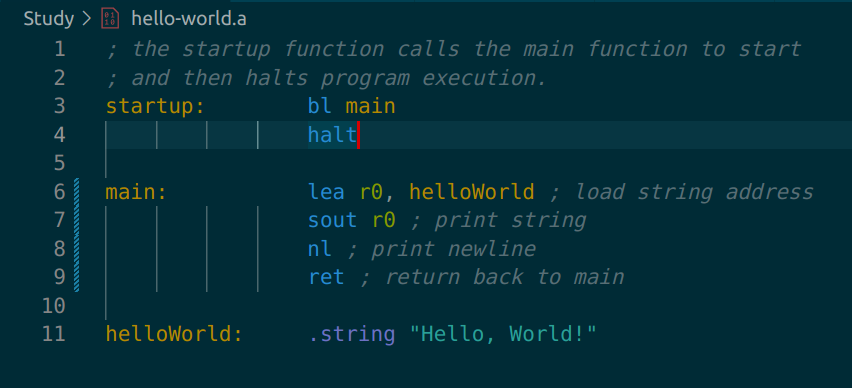 Study > hello-world.a
1 ; the startup function calls the main function to start
2 ; and then halts program execution.
3 startup: bl main
4 halt
5
6 main: lea r0, helloWorld ; load string address
7 sout r0 ; print string
8 nl ; print newline
9 ret ; return back to main
10
11 helloWorld: .string "Hello, World!"